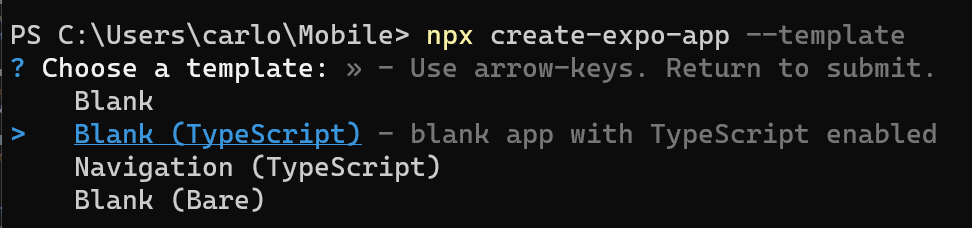 PS C:\Users\carlo\Mobile> npx create-expo-app --template
? Choose a template: » - Use arrow-keys. Return to submit.
Blank
> Blank (TypeScript) - blank app with TypeScript enabled
Navigation (TypeScript)
Blank (Bare)